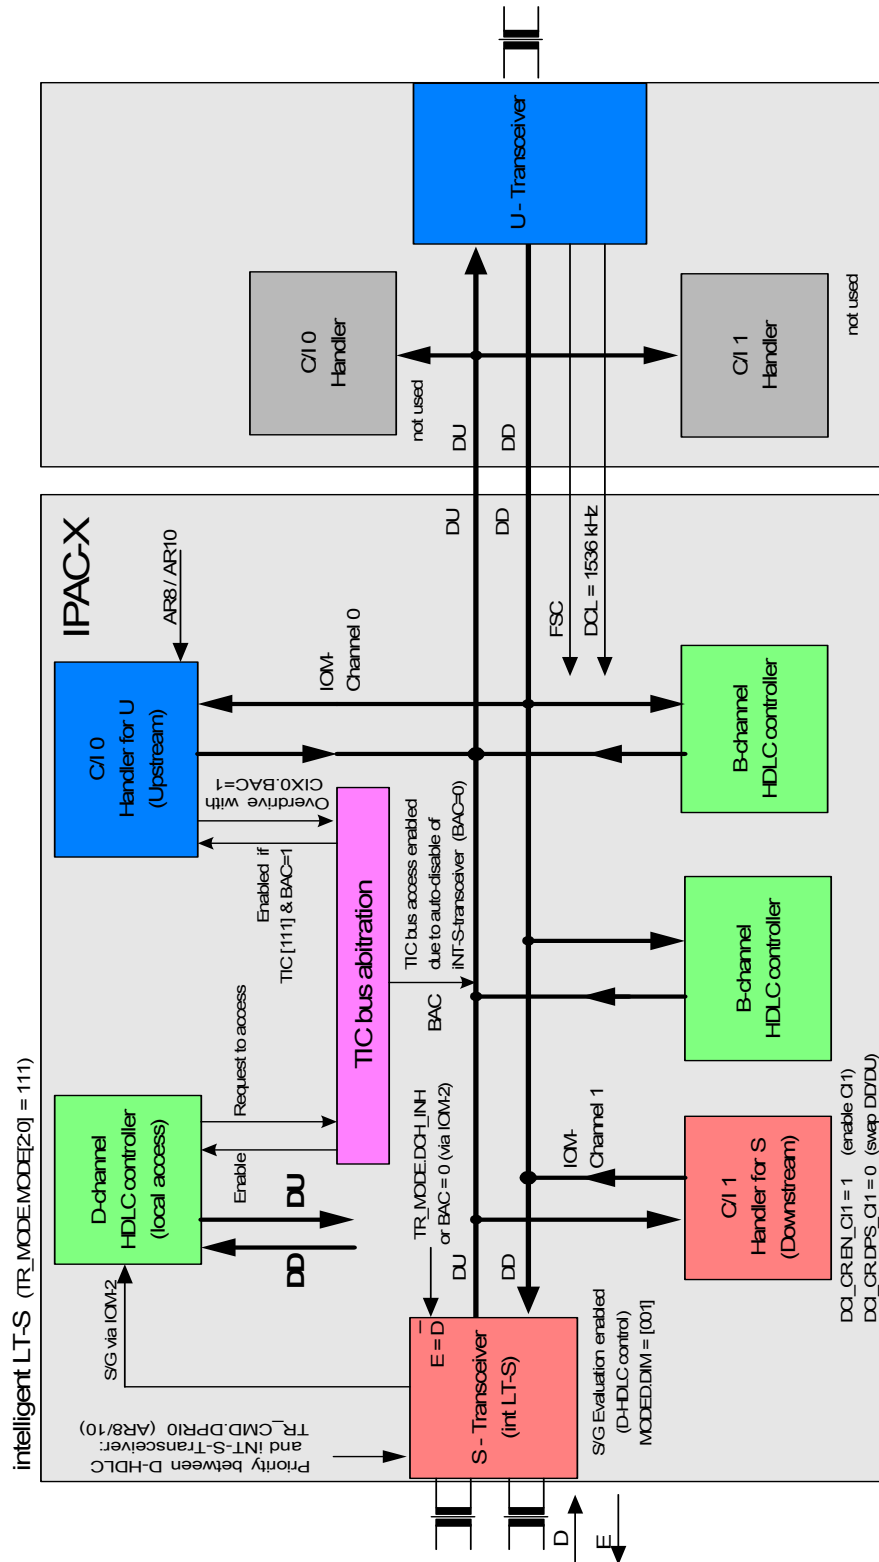 intelligent LT-S (TR_MODE.MODE[2:0] = 111)
IPAC-X
Priority between D-HDLC
and iNT-S-Transceiver:
TR_CMD.DPRIO (AR8/10)
S/G via IOM-2
D-channel
HDLC controller
(local access)
Enable
Request to access
DD
DU
C/I 0
Handler for U
(Upstream)
AR8 / AR10
Enabled if
TIC [111] & BAC=1
Overdrive with
CIX0.BAC=1
IOM-
Channel 0
TIC bus abitration
BAC
TIC bus access enabled
due to auto-disable of
iNT-S-transceiver (BAC=0)
TR_MODE.DCH_INH
or BAC = 0 (via IOM-2)
E = D
S - Transceiver
(int LT-S)
D
E
DU
DD
S/G Evaluation enabled
(D-HDLC control)
MODED.DIM = [001]
IOM-
Channel 1
C/I 1
Handler for S
(Downstream)
DCI_CR.EN_CI1 = 1 (enable CI1)
DCI_CR.DPS_CI1 = 0 (swap DD/DU)
B-channel
HDLC controller
B-channel
HDLC controller
DU
DD
FSC
DCL = 1536 kHz
DU
DD
C/I 0
Handler
not used
U - Transceiver
C/I 1
Handler
not used